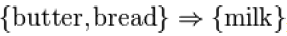 {butter, bread} ⇒ {milk}